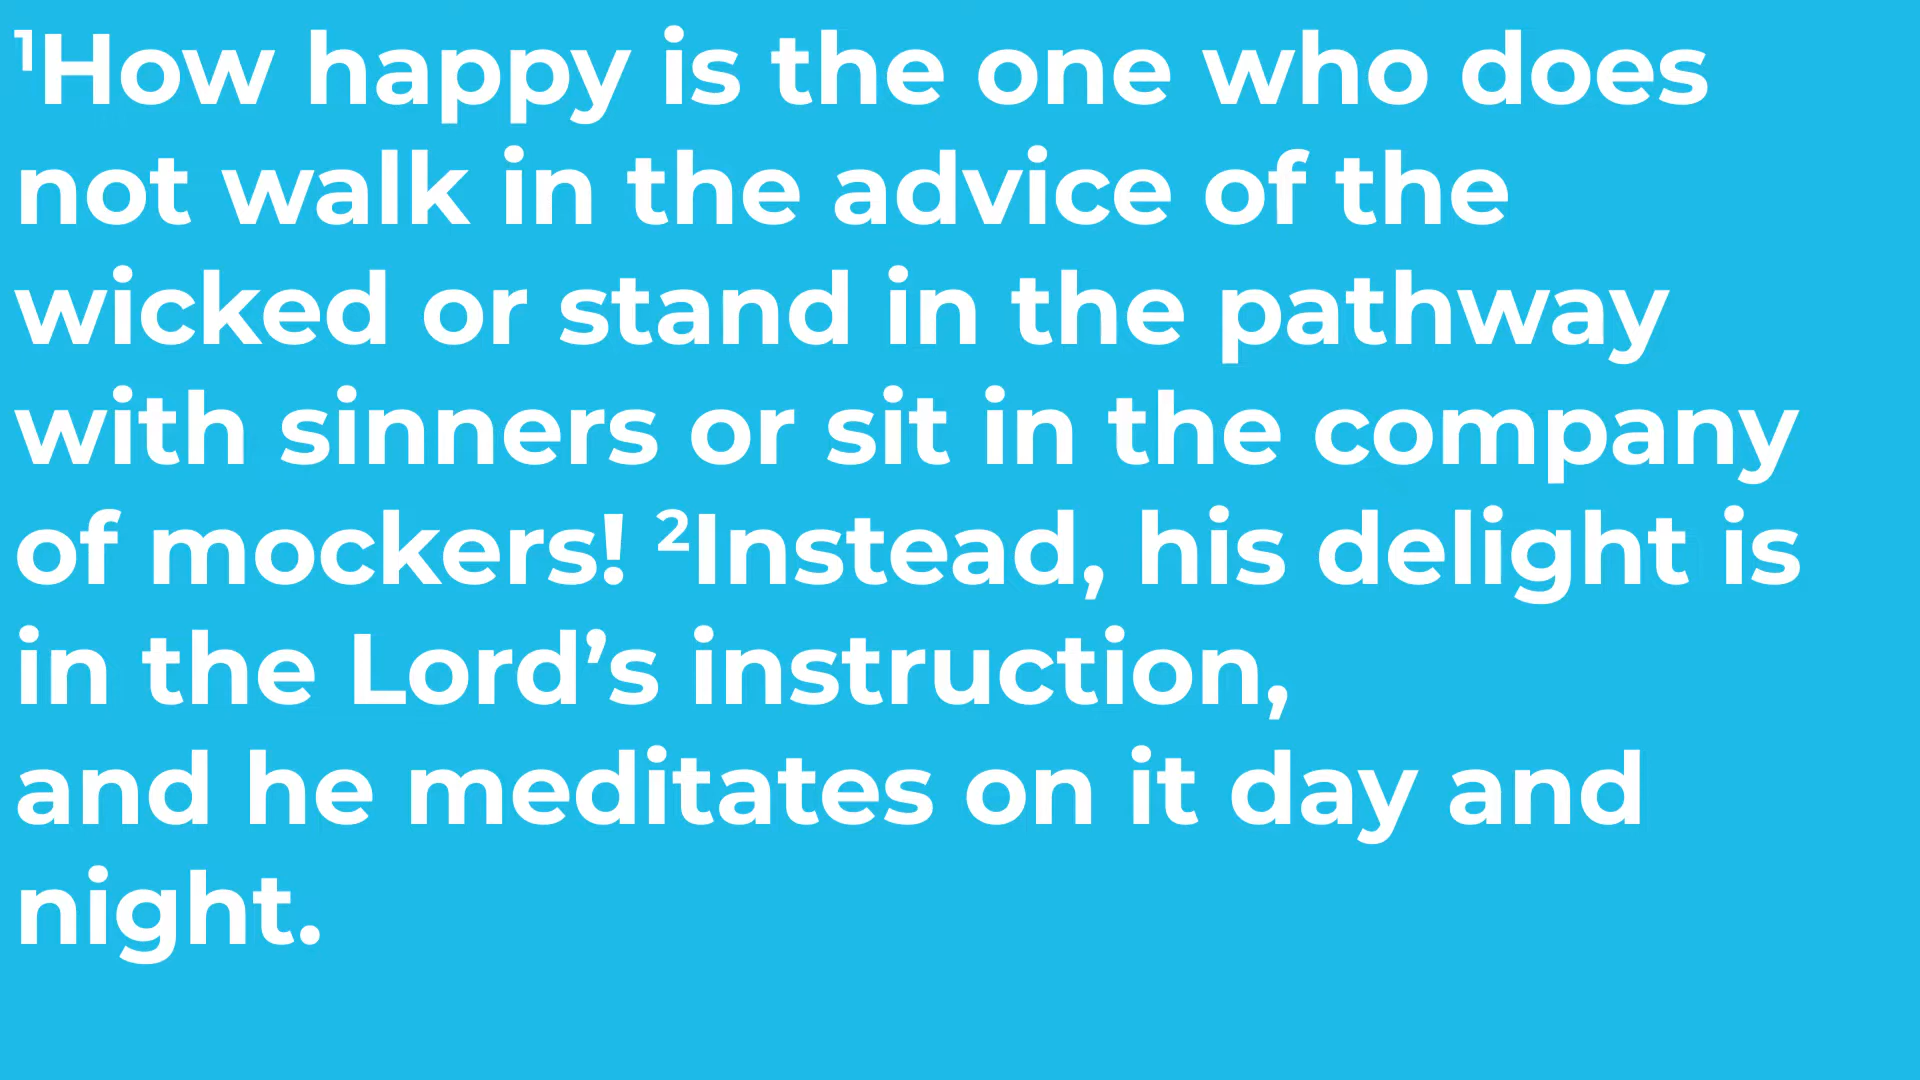 ¹How happy is the one who does
not walk in the advice of the
wicked or stand in the pathway
with sinners or sit in the company
of mockers! ²Instead, his delight is
in the Lord’s instruction,
and he meditates on it day and
night.